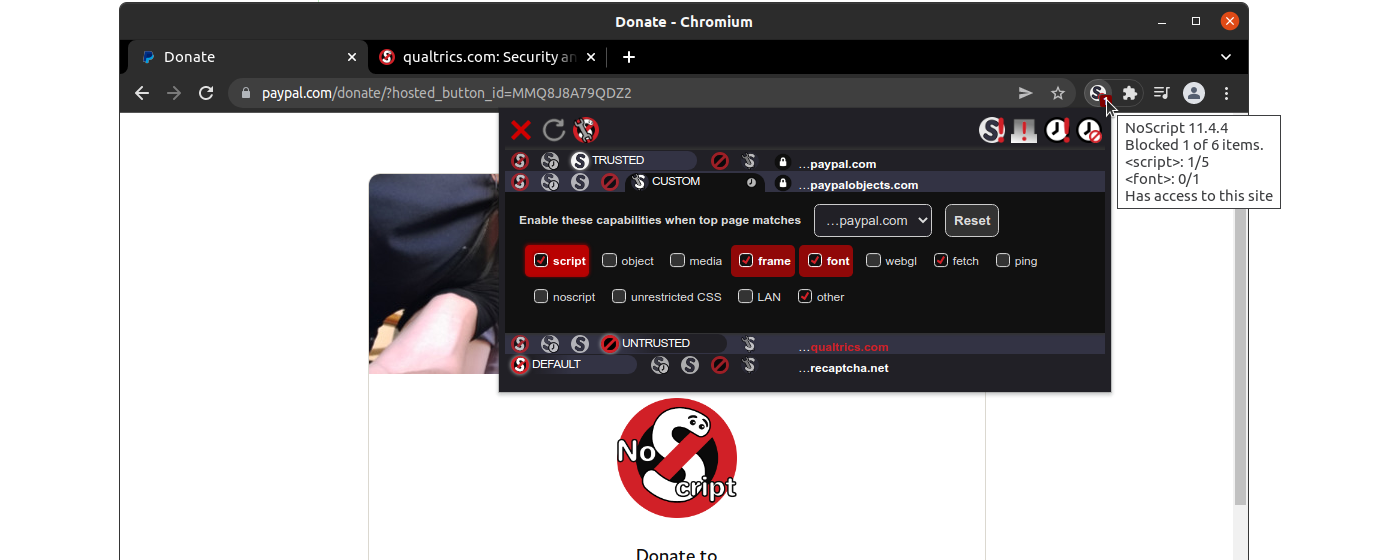 Donate - Chromium
Donate
qualtrics.com: Security an
paypal.com/donate/?hosted_button_id=MMQ8J8A79QDZ2
NoScript 11.4.4
Blocked 1 of 6 items.
<script>: 1/5
<font>: 0/1
Has access to this site
TRUSTED ...paypal.com
CUSTOM ...paypalobjects.com
Enable these capabilities when top page matches ...paypal.com Reset
script object media frame font webgl fetch ping
noscript unrestricted CSS LAN other
UNTRUSTED ...qualtrics.com
DEFAULT ...recaptcha.net
No
Script
Donate to